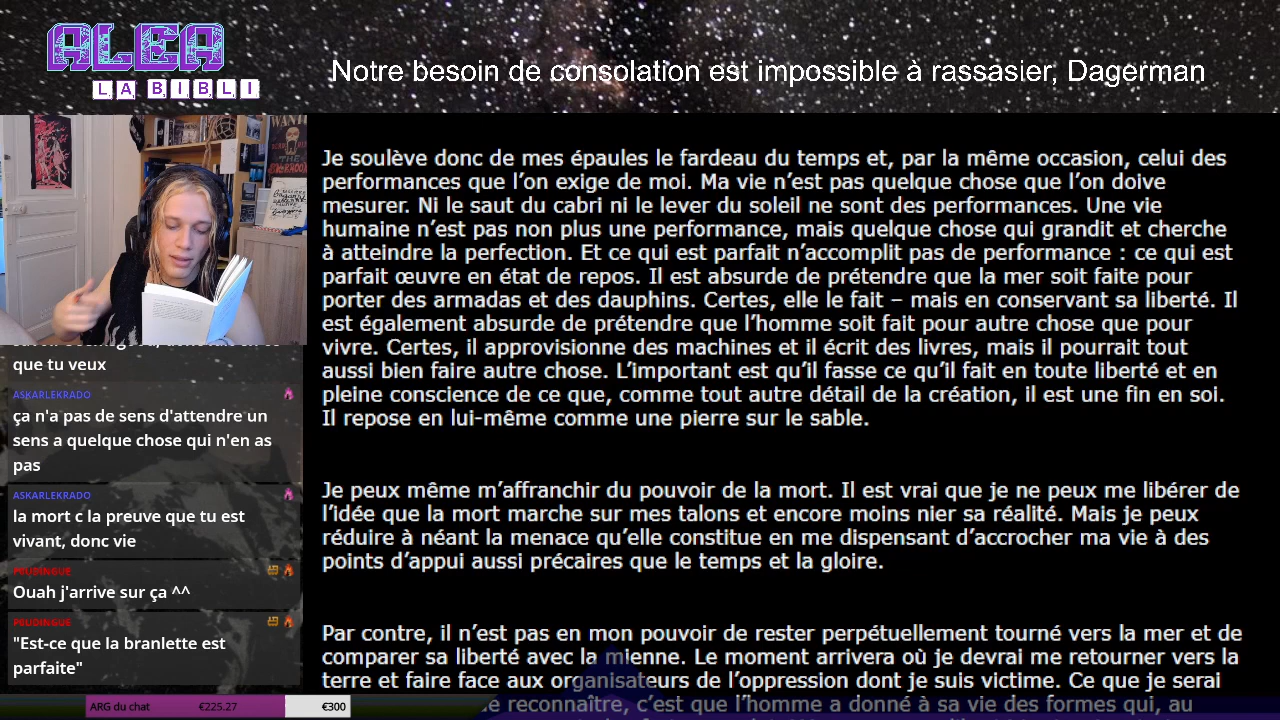 ALEA
LA BIBLI
Notre besoin de consolation est impossible à rassasier, Dagerman
WANTED
THE
Je soulève donc de mes épaules le fardeau du temps et, par la même occasion, celui des
performances que l’on exige de moi. Ma vie n’est pas quelque chose que l’on doive
mesurer. Ni le saut du cabri ni le lever du soleil ne sont des performances. Une vie
humaine n’est pas non plus une performance, mais quelque chose qui grandit et cherche
à atteindre la perfection. Et ce qui est parfait n’accomplit pas de performance : ce qui est
parfait œuvre en état de repos. Il est absurde de prétendre que la mer soit faite pour
porter des armadas et des dauphins. Certes, elle le fait – mais en conservant sa liberté. Il
est également absurde de prétendre que l’homme soit fait pour autre chose que pour
vivre. Certes, il approvisionne des machines et il écrit des livres, mais il pourrait tout
aussi bien faire autre chose. L’important est qu’il fasse ce qu’il fait en toute liberté et en
pleine conscience de ce que, comme tout autre détail de la création, il est une fin en soi.
Il repose en lui-même comme une pierre sur le sable.
Je peux même m’affranchir du pouvoir de la mort. Il est vrai que je ne peux me libérer de
l’idée que la mort marche sur mes talons et encore moins nier sa réalité. Mais je peux
réduire à néant la menace qu’elle constitue en me dispensant d’accrocher ma vie à des
points d’appui aussi précaires que le temps et la gloire.
Par contre, il n’est pas en mon pouvoir de rester perpétuellement tourné vers la mer et de
comparer sa liberté avec la mienne. Le moment arrivera où je devrai me retourner vers la
terre et faire face aux organisateurs de l’oppression dont je suis victime. Ce que je serai
reconnaître, c’est que l’homme a donné à sa vie des formes qui, au
que tu veux
ASKARLEKRADO
ça n'a pas de sens d'attendre un
sens a quelque chose qui n'en as
pas
ASKARLEKRADO
la mort c la preuve que tu est
vivant, donc vie
Ouah j'arrive sur ça ^^
"Est-ce que la branlette est
parfaite"
ARG du chat €225.27 €300